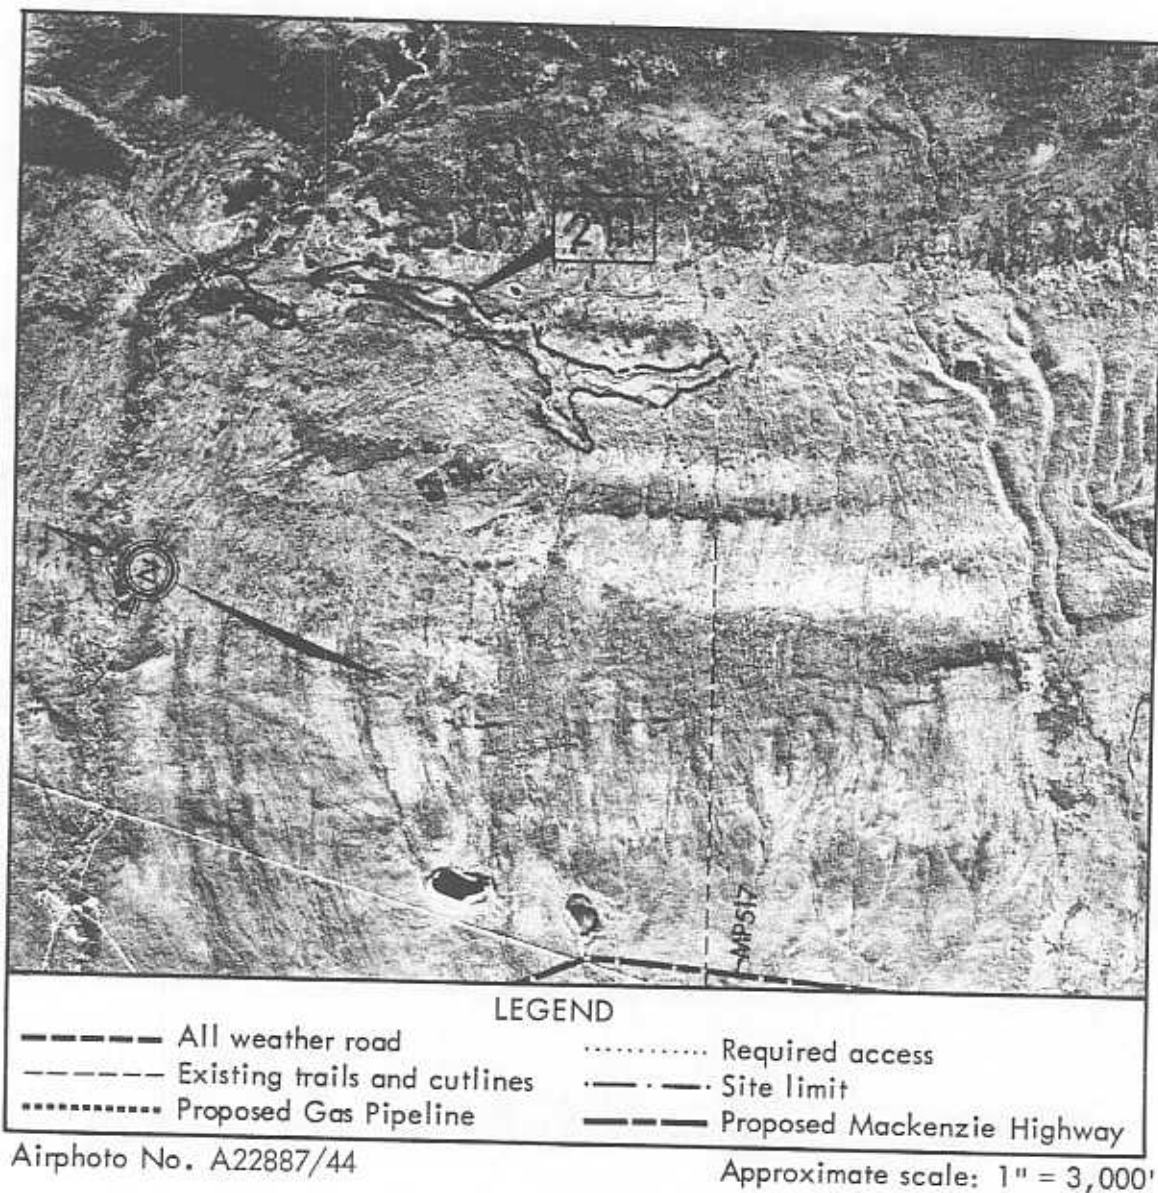 MP517
LEGEND
All weather road
Existing trails and cutlines
Proposed Gas Pipeline
Required access
Site limit
Proposed Mackenzie Highway
Airphoto No. A22887/44
Approximate scale: 1" = 3,000'